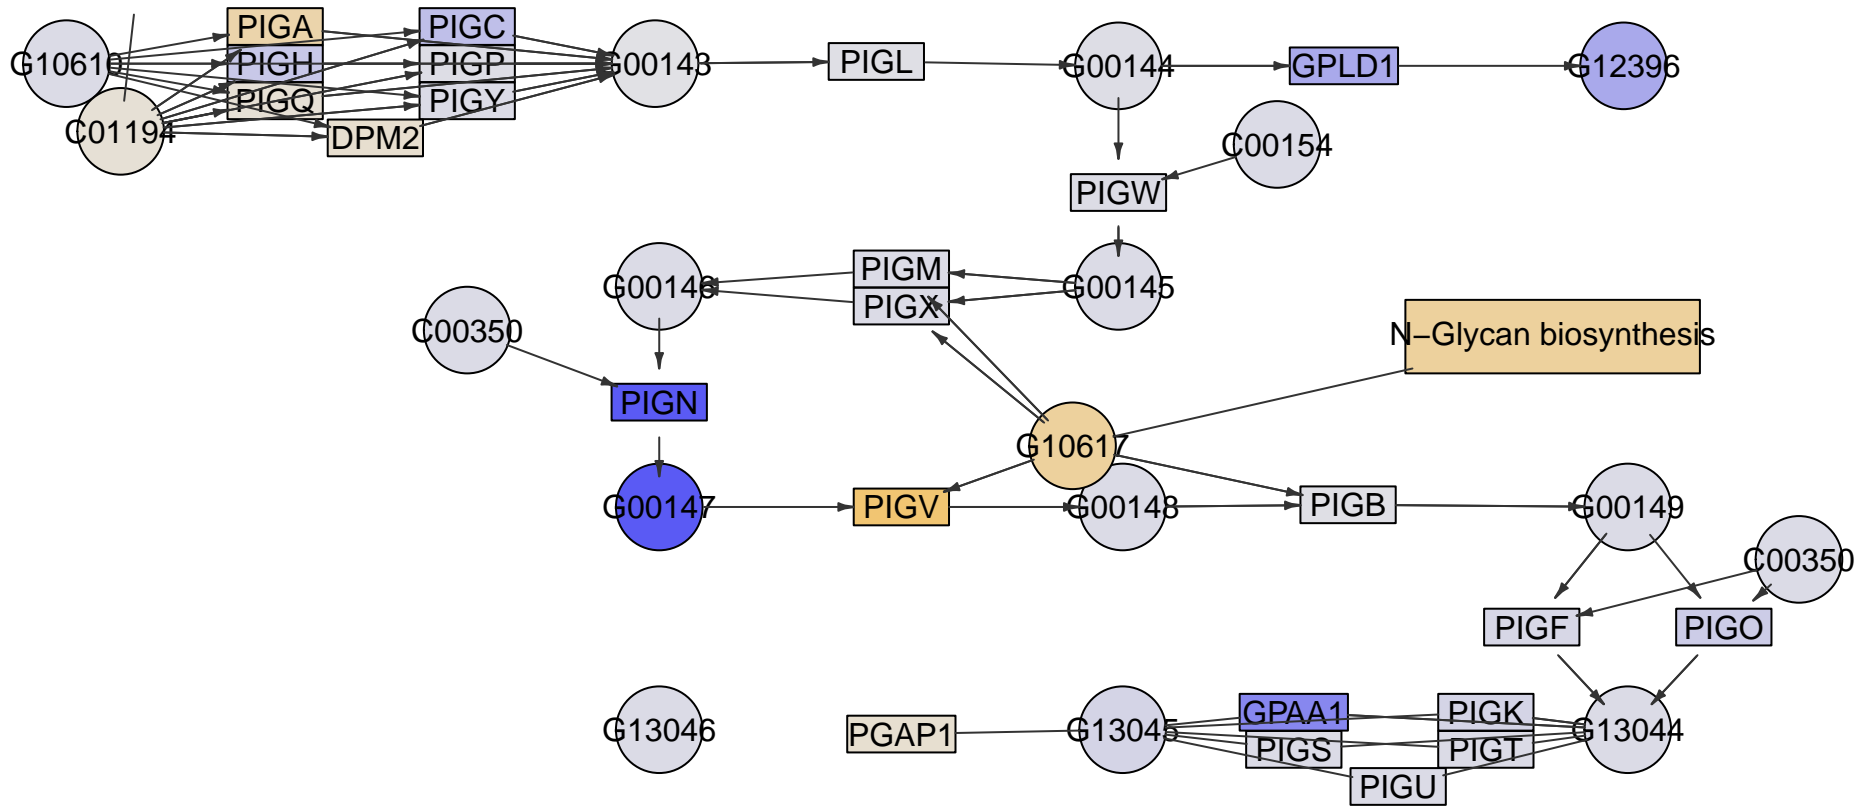 PIGA
PIGC
G10610
PIGH
PIGP
G00143
PIGL
G00144
GPLD1
G12396
PIGQ
PIGY
C01194
DPM2
C00154
PIGW
G00146
PIGM
G00145
PIGX
C00350
N−Glycan biosynthesis
PIGN
G10617
G00147
PIGV
G00148
PIGB
G00149
C00350
PIGF
PIGO
G13046
PGAP1
G13045
GPAA1
PIGK
G13044
PIGS
PIGT
PIGU